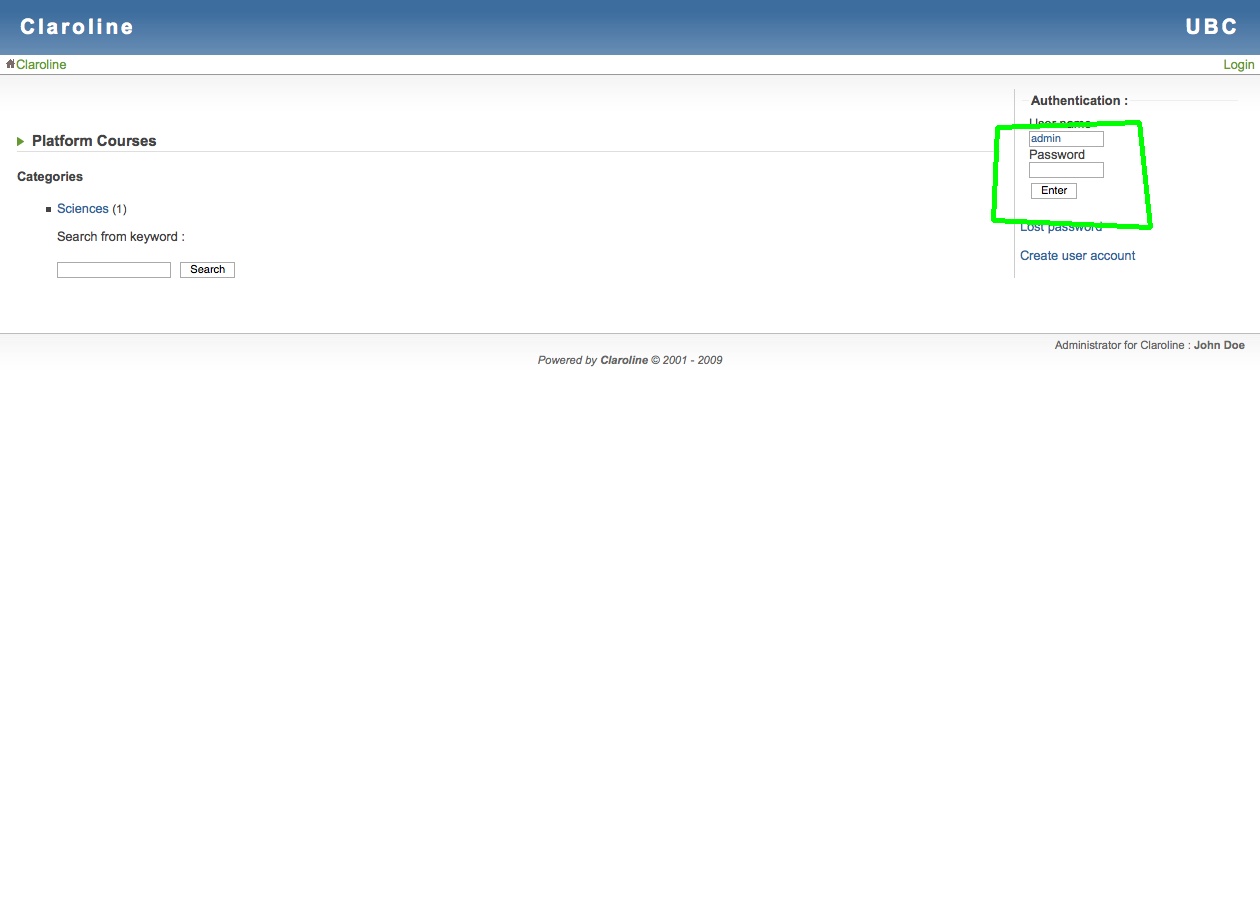 Claroline
UBC
Claroline
Login
Platform Courses
Categories
Sciences (1)
Search from keyword :
Search
Authentication :
User name
admin
Password
Enter
Lost password
Create user account
Administrator for Claroline : John Doe
Powered by Claroline © 2001 - 2009